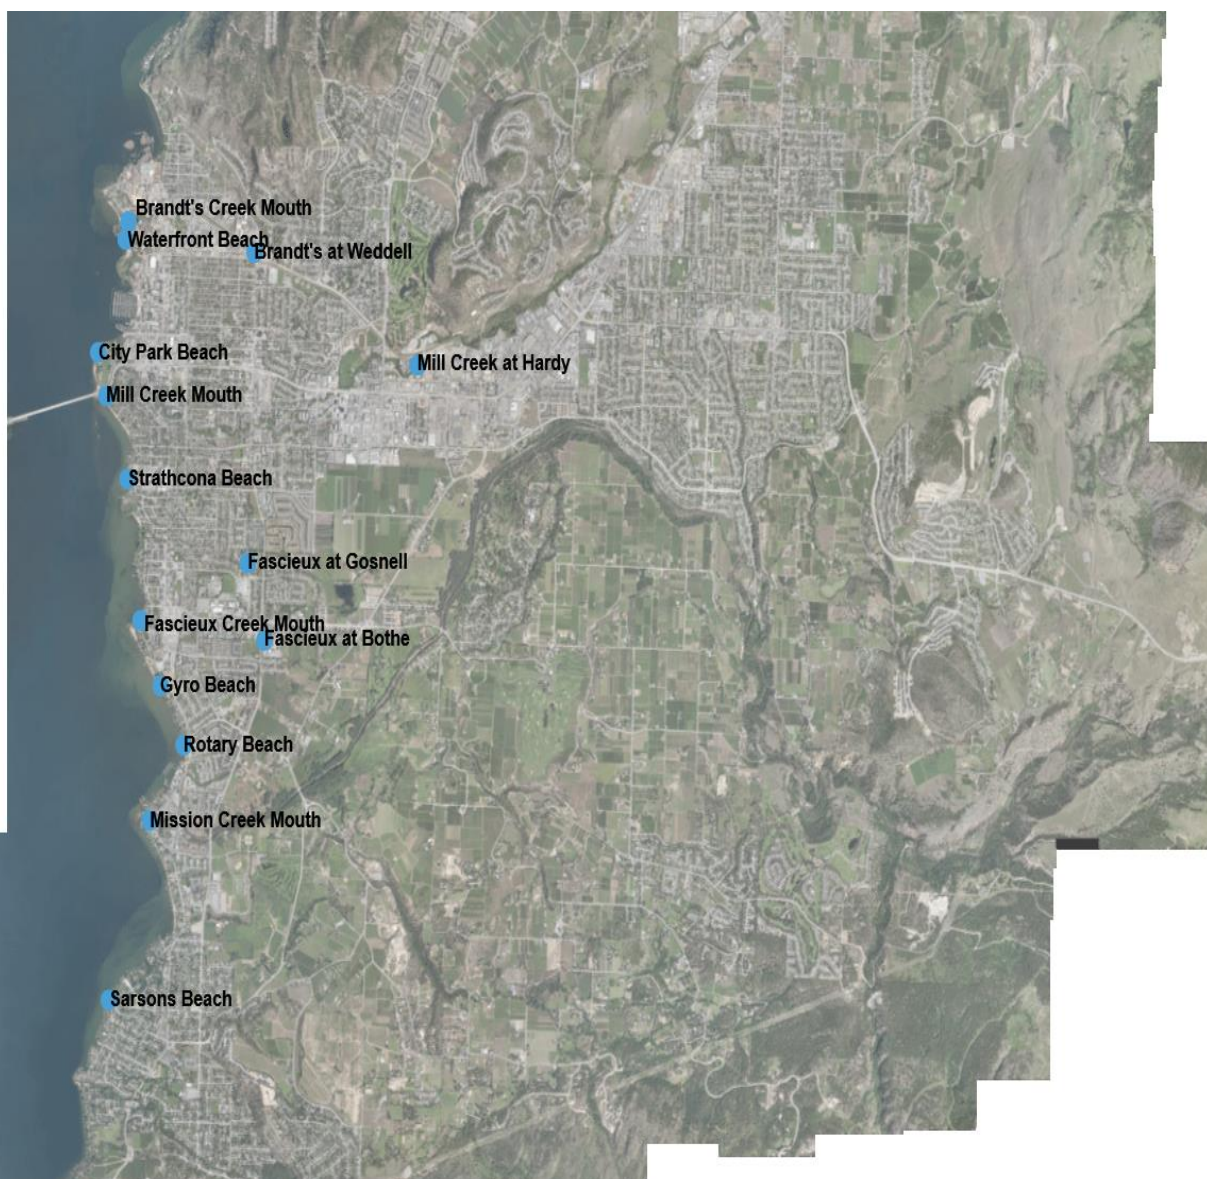 Brandt's Creek Mouth
Waterfront Beach
Brandt's at Weddell
City Park Beach
Mill Creek at Hardy
Mill Creek Mouth
Strathcona Beach
Fascieux at Gosnell
Fascieux Creek Mouth
Fascieux at Bothe
Gyro Beach
Rotary Beach
Mission Creek Mouth
Sarsons Beach